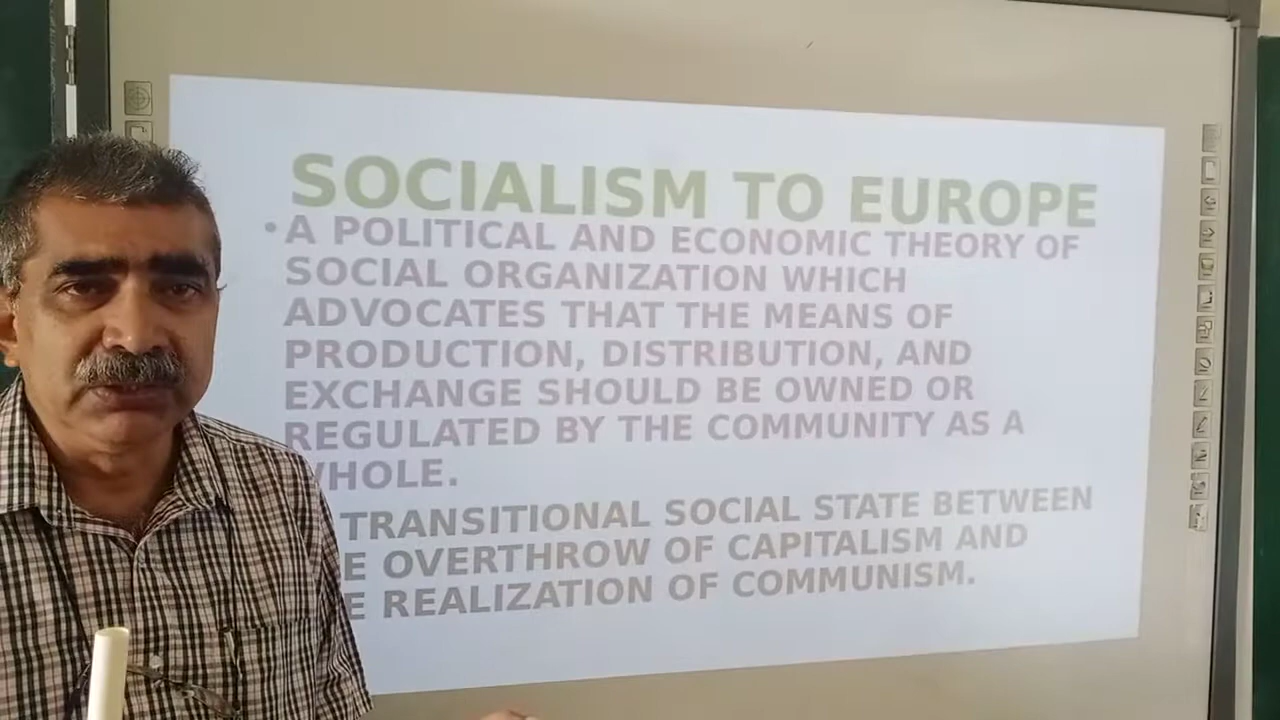 SOCIALISM TO EUROPE
• A POLITICAL AND ECONOMIC THEORY OF
SOCIAL ORGANIZATION WHICH
ADVOCATES THAT THE MEANS OF
PRODUCTION, DISTRIBUTION, AND
EXCHANGE SHOULD BE OWNED OR
REGULATED BY THE COMMUNITY AS A
WHOLE.
TRANSITIONAL SOCIAL STATE BETWEEN
E OVERTHROW OF CAPITALISM AND
E REALIZATION OF COMMUNISM.